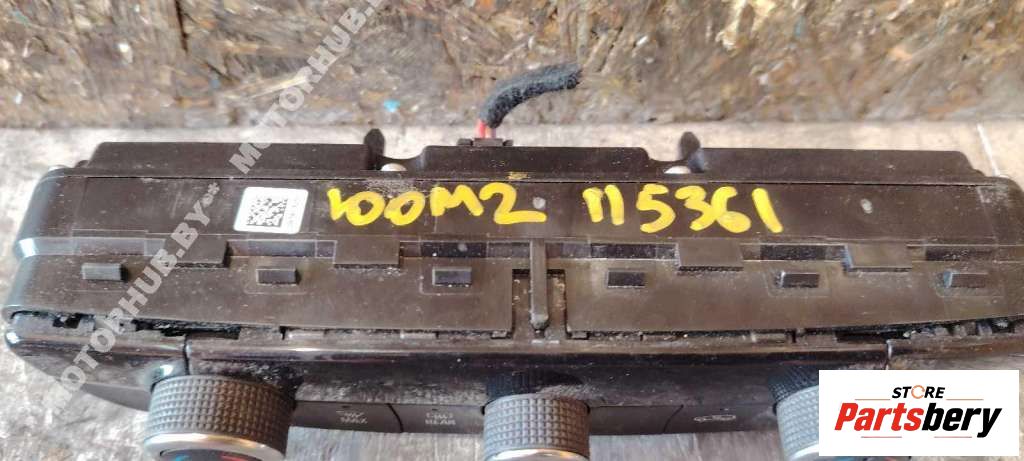 MOTORHUB.BY
* MOTORHUB.BY *
100M2 115361
MAX
REAR
STORE
Partsbery